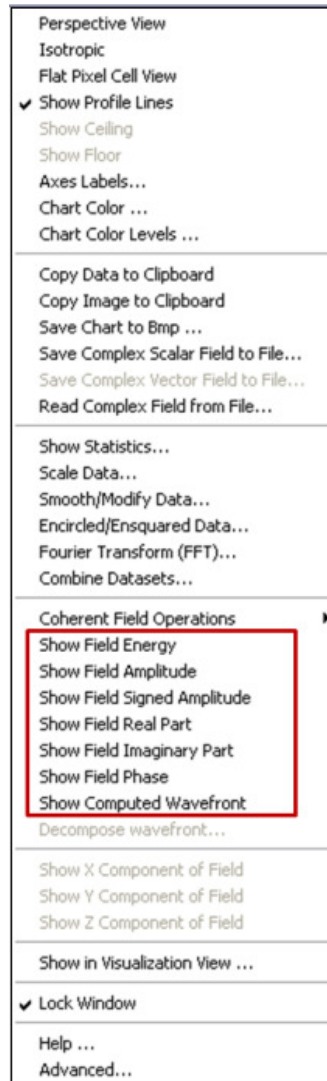 Perspective View
Isotropic
Flat Pixel Cell View
Show Profile Lines
Show Ceiling
Show Floor
Axes Labels...
Chart Color ...
Chart Color Levels ...
Copy Data to Clipboard
Copy Image to Clipboard
Save Chart to Bmp ...
Save Complex Scalar Field to File...
Save Complex Vector Field to File...
Read Complex Field from File...
Show Statistics...
Scale Data...
Smooth/Modify Data...
Encircled/Ensquared Data...
Fourier Transform (FFT)...
Combine Datasets...
Coherent Field Operations
Show Field Energy
Show Field Amplitude
Show Field Signed Amplitude
Show Field Real Part
Show Field Imaginary Part
Show Field Phase
Show Computed Wavefront
Decompose wavefront...
Show X Component of Field
Show Y Component of Field
Show Z Component of Field
Show in Visualization View ...
Lock Window
Help ...
Advanced...